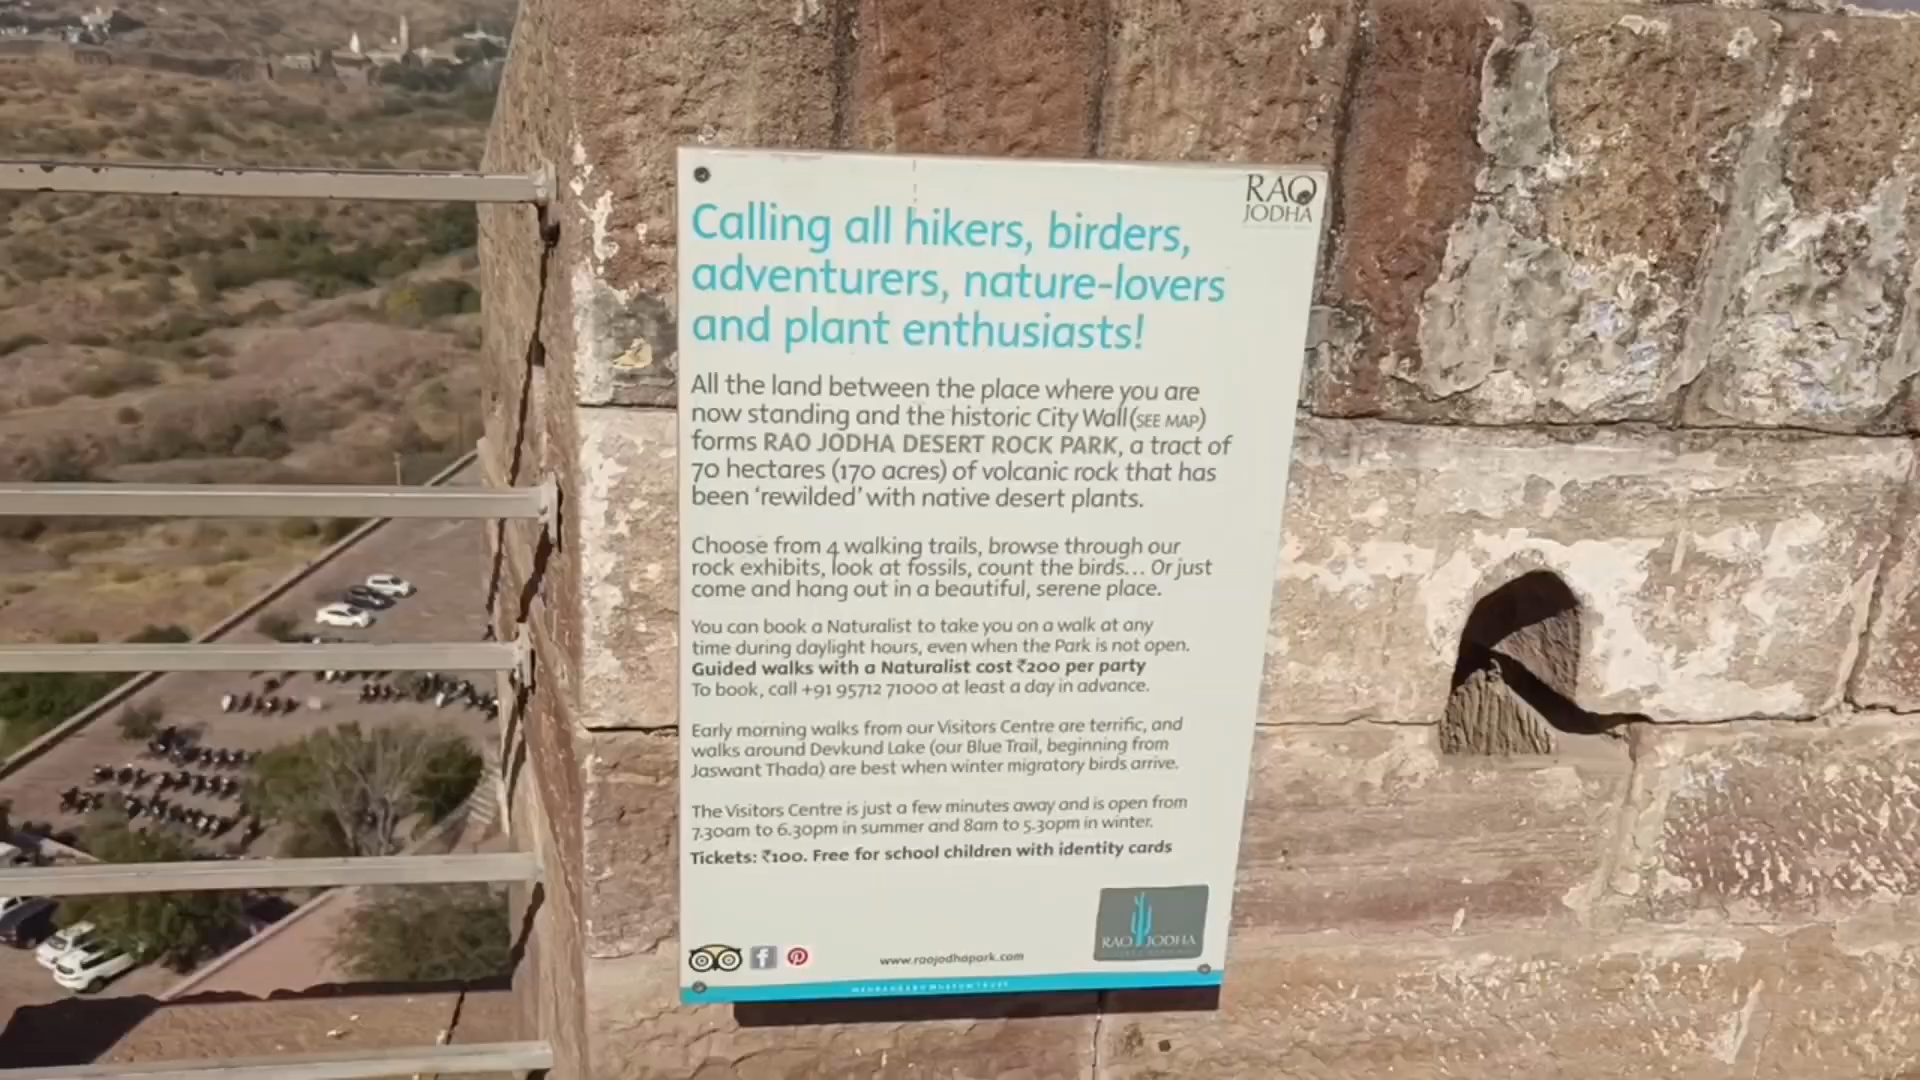 RAO
JODHA
Calling all hikers, birders,
adventurers, nature-lovers
and plant enthusiasts!
All the land between the place where you are
now standing and the historic City Wall (SEE MAP)
forms RAO JODHA DESERT ROCK PARK, a tract of
70 hectares (170 acres) of volcanic rock that has
been ‘rewilded’ with native desert plants.
Choose from 4 walking trails, browse through our
rock exhibits, look at fossils, count the birds... Or just
come and hang out in a beautiful, serene place.
You can book a Naturalist to take you on a walk at any
time during daylight hours, even when the Park is not open.
Guided walks with a Naturalist cost ₹200 per party
To book, call +91 95712 71000 at least a day in advance.
Early morning walks from our Visitors Centre are terrific, and
walks around Devkund Lake (our Blue Trail, beginning from
Jaswant Thada) are best when winter migratory birds arrive.
The Visitors Centre is just a few minutes away and is open from
7.30am to 6.30pm in summer and 8am to 5.30pm in winter.
Tickets: ₹100. Free for school children with identity cards
RAO JODHA
www.raojodhapark.com
MEHRANGARH MUSEUM TRUST